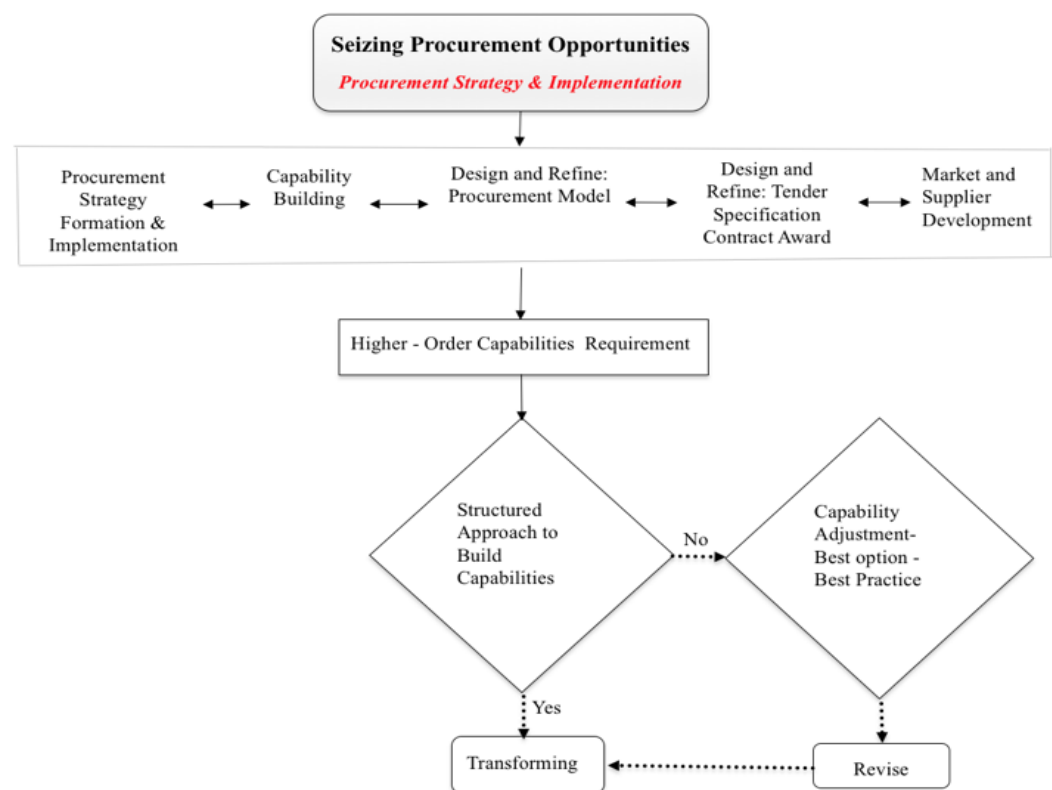 Seizing Procurement Opportunities
Procurement Strategy & Implementation
Procurement
Strategy
Formation &
Implementation
Capability
Building
Design and Refine:
Procurement Model
Design and
Refine: Tender
Specification
Contract Award
Market and
Supplier
Development
Higher - Order Capabilities Requirement
Structured
Approach to
Build
Capabilities
No
Capability
Adjustment-
Best option -
Best Practice
Yes
Transforming
Revise